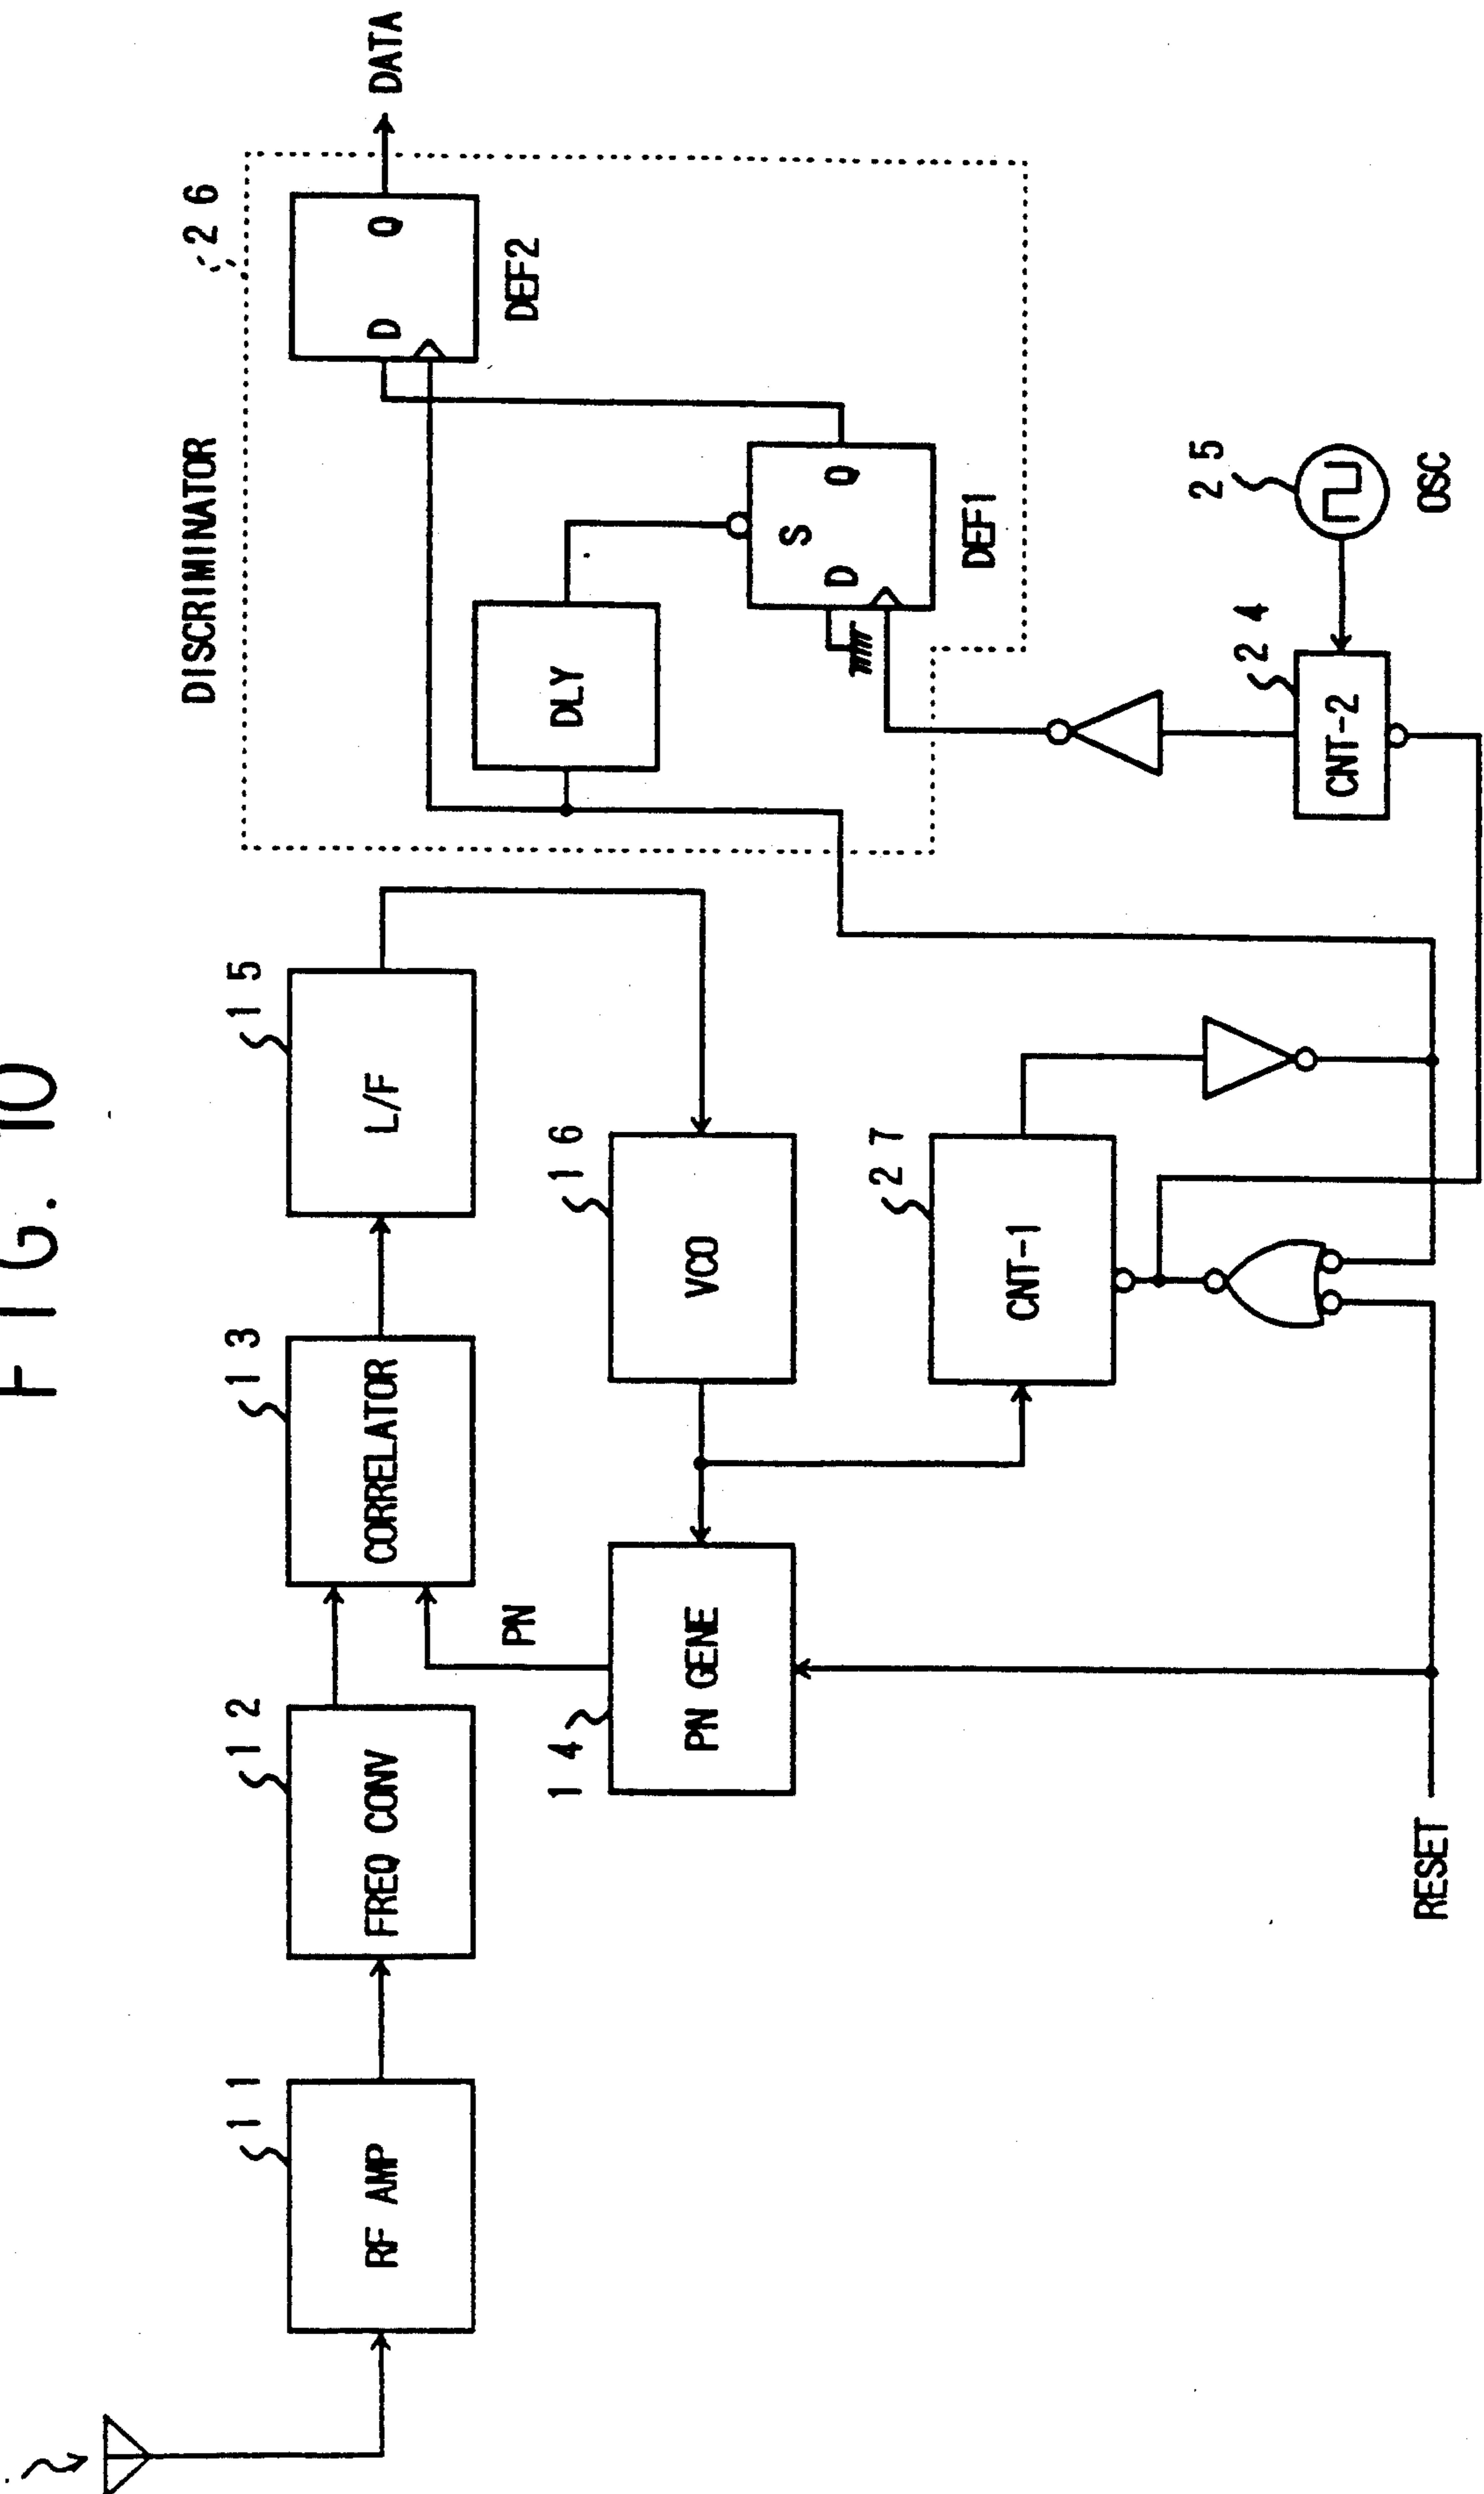 FIG. 10
DISCRIMINATOR
26
11
12
13
15
RF AMP
FREQ CONV
CORRELATOR
L/F
D
Q
DATA
PN
DEF2
14
16
DLY
PN GENE
VCO
S
D
Q
27
DEF1
CNT-1
25
24
CNT-2
RESET
OSC